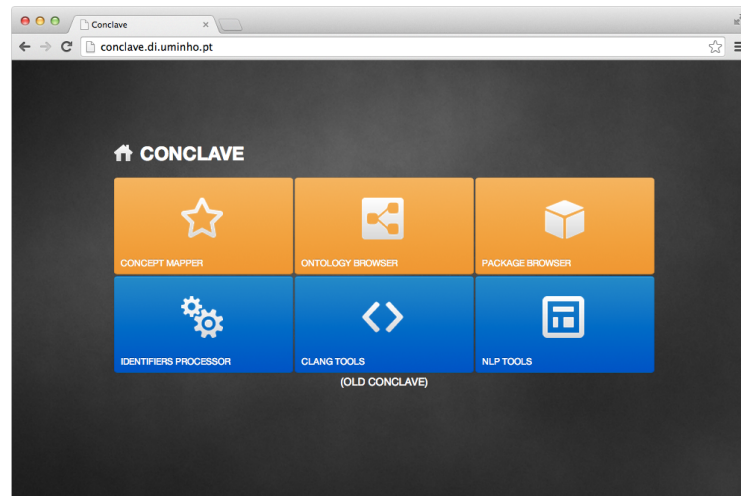 Conclave
conclave.di.uminho.pt
CONCLAVE
CONCEPT MAPPER
ONTOLOGY BROWSER
PACKAGE BROWSER
IDENTIFIERS PROCESSOR
CLANG TOOLS
NLP TOOLS
(OLD CONCLAVE)